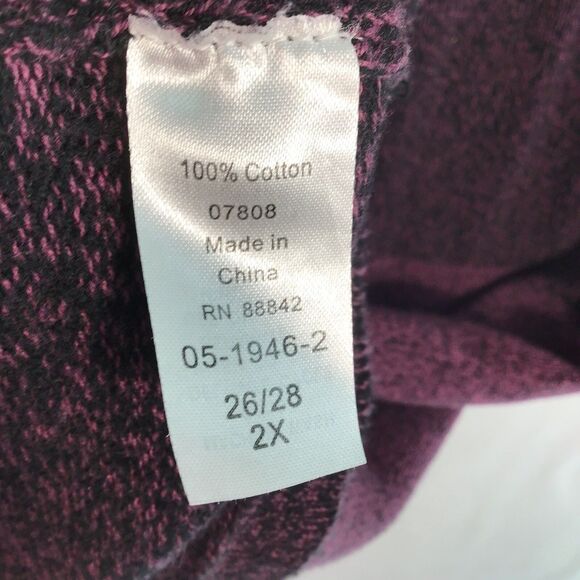 100% Cotton
07808
Made in
China
RN 88842
05-1946-2
26/28
2X